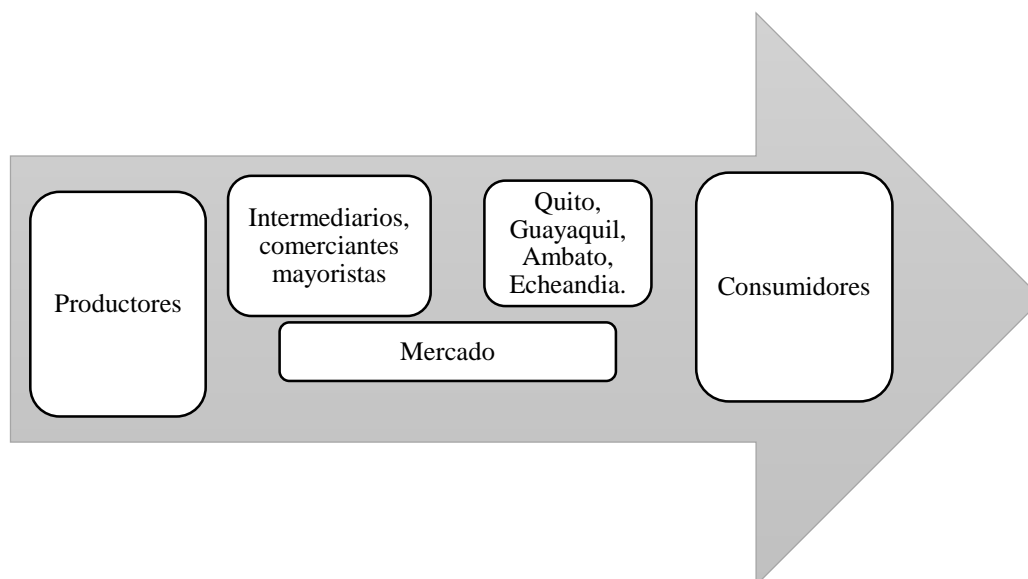 Productores
Intermediarios,
comerciantes
mayoristas
Quito,
Guayaquil,
Ambato,
Echeandia.
Mercado
Consumidores